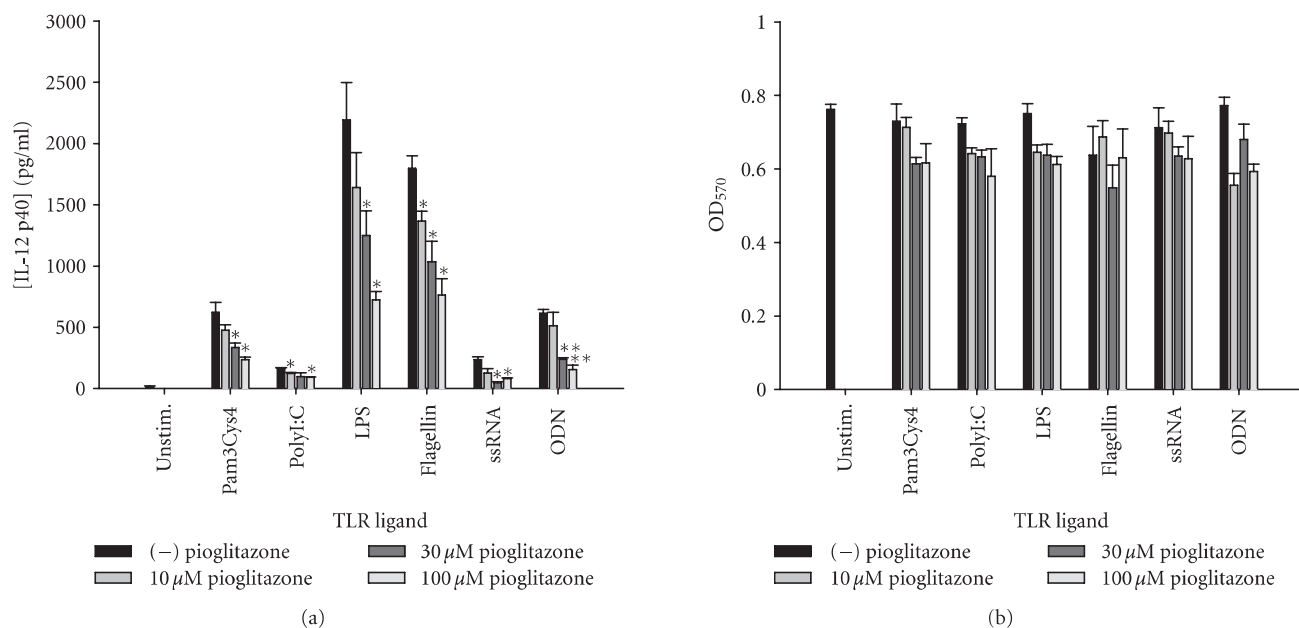 3000
2500
2000
1500
1000
500
0
[IL-12 p40] (pg/ml)
* *
* *
* *
* * *
* *
** **
Unstim.
Pam3Cys4
PolyI:C
LPS
Flagellin
ssRNA
ODN
TLR ligand
(−) pioglitazone
10 μM pioglitazone
30 μM pioglitazone
100 μM pioglitazone
(a)
1
0.8
0.6
0.4
0.2
0
OD570
Unstim.
Pam3Cys4
PolyI:C
LPS
Flagellin
ssRNA
ODN
TLR ligand
(−) pioglitazone
10 μM pioglitazone
30 μM pioglitazone
100 μM pioglitazone
(b)